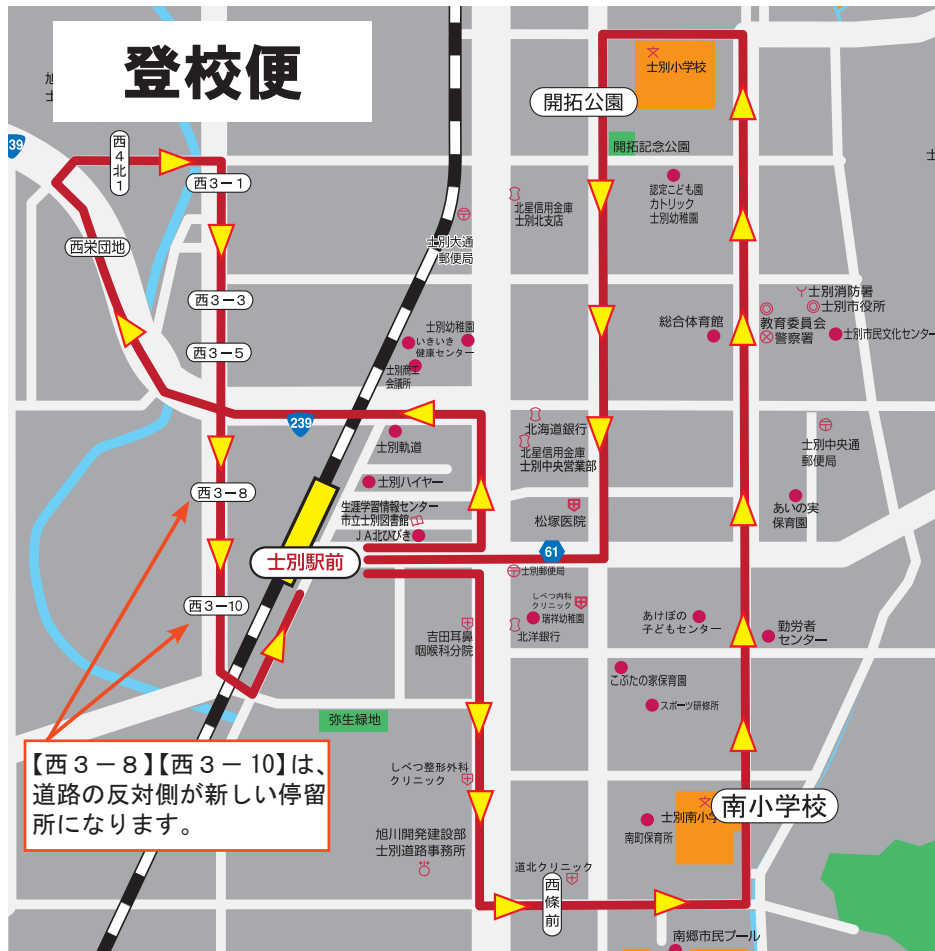 登校便
旭
士
39
西4北1
西3-1
西栄団地
西3-3
西3-5
239
西3-8
西3-10
士別駅前
【西3-8】【西3-10】は、
道路の反対側が新しい停留
所になります。
士別大通
郵便局
士別幼稚園
いきいき
健康センター
士別商工
会議所
士別軌道
士別ハイヤー
生涯学習情報センター
市立士別図書館
JA北ひびき
吉田耳鼻
咽喉科分院
弥生緑地
しべつ整形外科
クリニック
旭川開発建設部
士別道路事務所
開拓公園
士別小学校
開拓記念公園
認定こども園
カトリック
士別幼稚園
北星信用金庫
士別北支店
総合体育館
士別消防署
士別市役所
教育委員会
警察署
士別市民文化センター
北海道銀行
北星信用金庫
士別中央営業部
士別中央通
郵便局
あいの実
保育園
松塚医院
61
士別郵便局
しべつ内科
クリニック
瑞祥幼稚園
北洋銀行
あけぼの
子どもセンター
勤労者
センター
こぶたの家保育園
スポーツ研修所
南小学校
士別南小学
南町保育所
道北クリニック
西條前
南郷市民プール
士